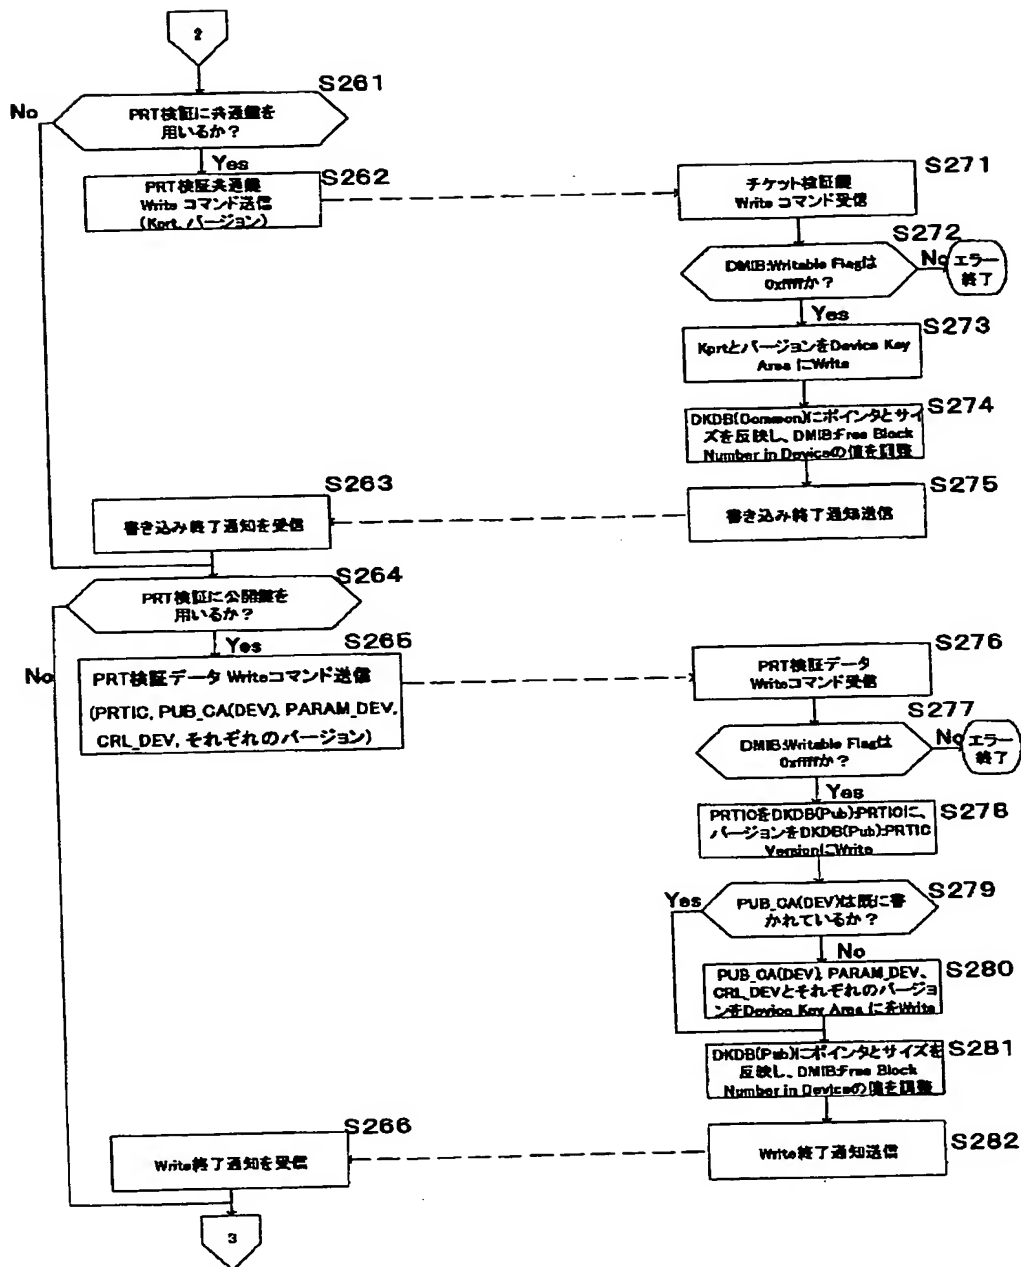 2
S261
No
PRT検証に共通鍵を
用いるか？
Yes
S262
PRT検証共通鍵
Write コマンド送信
(Kprt, バージョン)
S271
チケット検証鍵
Write コマンド受信
S272
DMIB:Writable Flagは
0xffffか？
No
エラー
終了
Yes
S273
KprtとバージョンをDevice Key
Area にWrite
S274
DKDB(Common)にポインタとサイ
ズを反映し、DMIB:Free Block
Number in Deviceの値を調整
S275
書き込み終了通知送信
S263
書き込み終了通知を受信
S264
PRT検証に公開鍵を
用いるか？
Yes
No
S265
PRT検証データ Writeコマンド送信
(PRTIC, PUB_CA(DEV), PARAM_DEV,
CRL_DEV, それぞれのバージョン)
S276
PRT検証データ
Writeコマンド受信
S277
DMIB:Writable Flagは
0xffffか？
No
エラー
終了
Yes
S278
PRTICをDKDB(Pub):PRTICに、
バージョンをDKDB(Pub):PRTIC
VersionにWrite
S279
Yes
PUB_CA(DEV)は既に書
かれているか？
No
S280
PUB_CA(DEV), PARAM_DEV、
CRL_DEVとそれぞれのバージョ
ンをDevice Key Area にをWrite
S281
DKDB(Pub)にポインタとサイズを
反映し、DMIB:Free Block
Number in Deviceの値を調整
S282
Write終了通知送信
S266
Write終了通知を受信
3